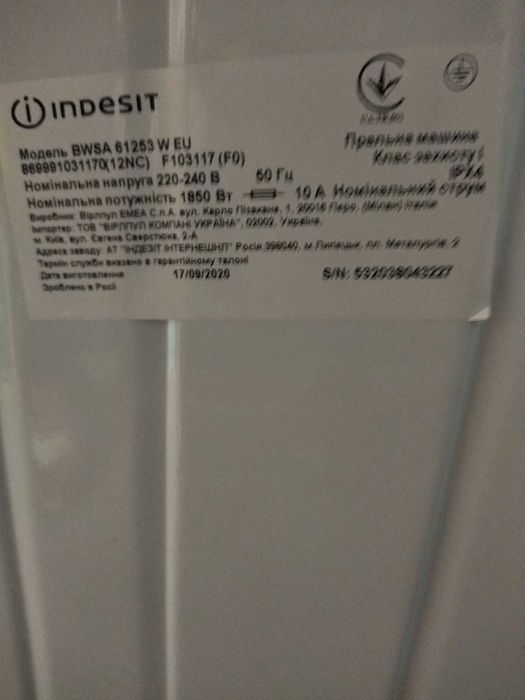 INDESIT
Модель BWSA 61253 W EU
869991031170(12NC) F103117 (F0)
Пральна машина
Клас захисту I
Номінальна напруга 220-240 В 50 Гц IPX4
Номінальна потужність 1850 Вт 10 А Номінальний струм
Виробник: Вірлпул ЕМЕА С.п.А. вул. Карло Пізакане, 1, 20016 Перо, (Мілан) Італія
Імпортер: ТОВ "ВІРЛПУЛ КОМПАНІ УКРАЇНА", 02002, Україна,
м. Київ, вул. Євгена Сверстюка, 2-А
Адреса заводу: АТ "ІНДЕЗІТ ІНТЕРНЕШНЛ" Росія, 398040, м Липецьк, пл. Металургів, 2
Термін служби вказано в гарантійному талоні
Дата виготовлення 17/09/2020 S/N: 532038043227
Зроблено в Росії